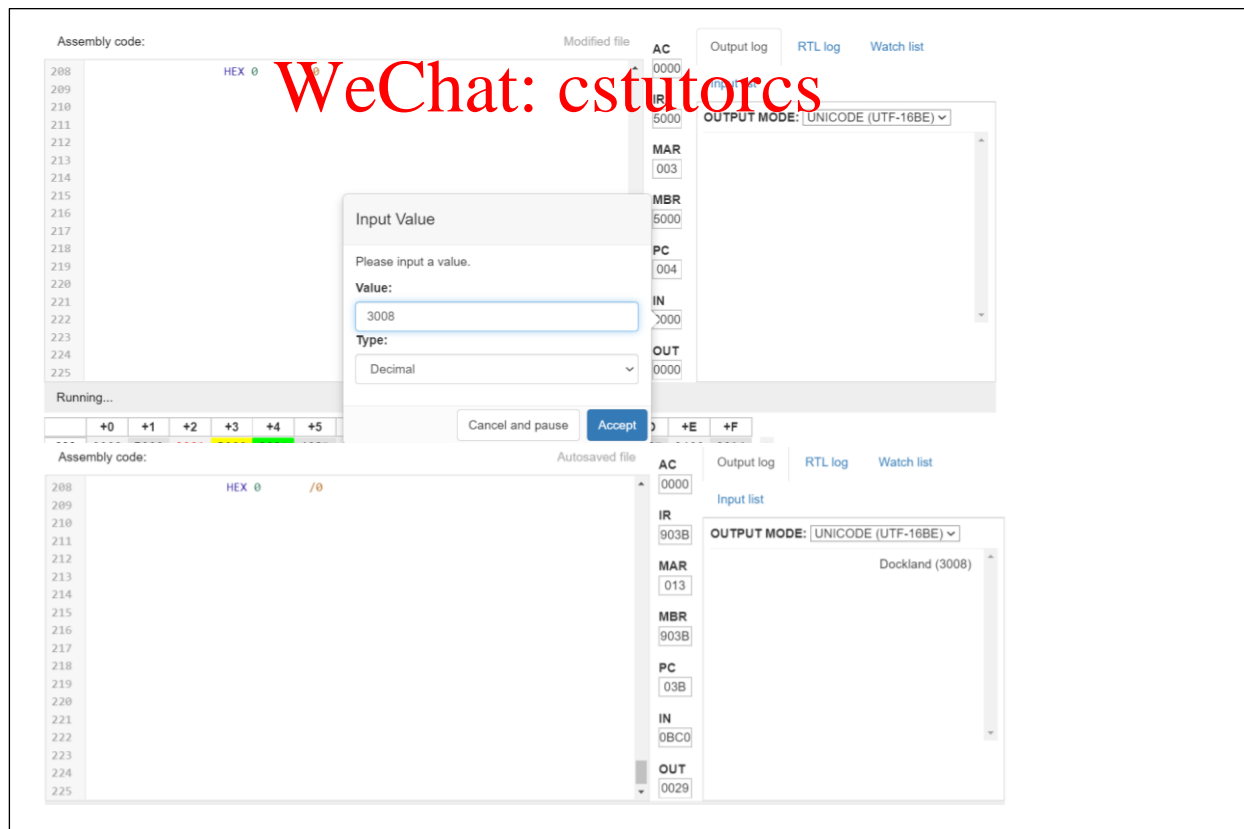 Assembly code: Modified file
AC
Output log RTL log Watch list
208 HEX 0
0000
WeChat: cstutorcs
209
210
IR
211
5000
OUTPUT MODE: UNICODE (UTF-16BE)
212
213
MAR
214
003
215
MBR
216
5000
217
218
PC
219
004
220
221
IN
222
223
OUT
224
225
0000
Input Value
Please input a value.
Value:
3008
Type:
Decimal
Cancel and pause Accept
Running...
+0 +1 +2 +3 +4 +5 +E +F
Assembly code: Autosaved file
AC
Output log RTL log Watch list
208 HEX 0 /0
0000
Input list
209
210
IR
211
903B
OUTPUT MODE: UNICODE (UTF-16BE)
212
Dockland (3008)
213
MAR
214
013
215
MBR
216
903B
217
218
PC
219
03B
220
221
IN
222
0BC0
223
224
OUT
225
0029